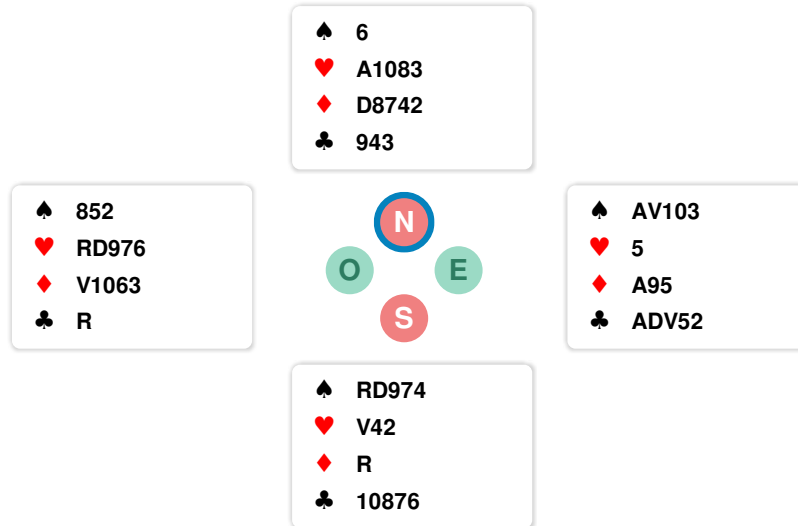 ♠ 6
♥ A1083
♦ D8742
♣ 943
♠ 852
♥ RD976
♦ V1063
♣ R
N
O E
S
♠ AV103
♥ 5
♦ A95
♣ ADV52
♠ RD974
♥ V42
♦ R
♣ 10876